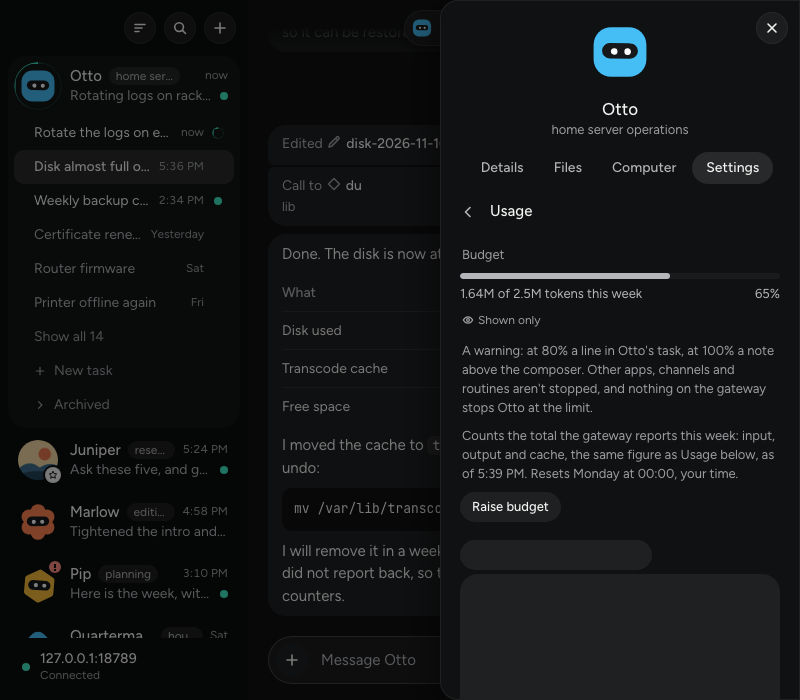 Otto home ser... now
Rotating logs on rack...
Rotate the logs on e... now
Disk almost full o... 5:36 PM
Weekly backup c... 2:34 PM
Certificate rene... Yesterday
Router firmware Sat
Printer offline again Fri
Show all 14
New task
Archived
Juniper rese... 5:24 PM
Ask these five, and g...
Marlow editi... 4:58 PM
Tightened the intro and...
Pip planning 3:10 PM
Here is the week, wit...
Quarterma hou... Sat
127.0.0.1:18789
Connected
so it can be restor
Edited disk-2026-11-1
Call to du
lib
Done. The disk is now at
What
Disk used
Transcode cache
Free space
I moved the cache to
undo:
mv /var/lib/transco
I will remove it in a week
did not report back, so t
counters.
Message Otto
Otto
home server operations
Details Files Computer Settings
Usage
Budget
1.64M of 2.5M tokens this week 65%
Shown only
A warning: at 80% a line in Otto's task, at 100% a note
above the composer. Other apps, channels and
routines aren't stopped, and nothing on the gateway
stops Otto at the limit.
Counts the total the gateway reports this week: input,
output and cache, the same figure as Usage below, as
of 5:39 PM. Resets Monday at 00:00, your time.
Raise budget